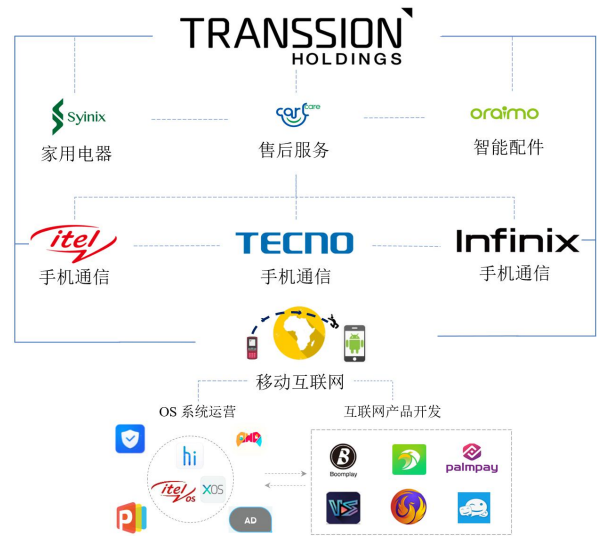 TRANSSION
HOLDINGS
Syinix
carlcare
oraimo
家用电器
售后服务
智能配件
itel
TECNO
Infinix
手机通信
手机通信
手机通信
移动互联网
OS 系统运营
互联网产品开发
hi
itel OS
XOS
P
AD
B
Boomplay
palmpay
VS